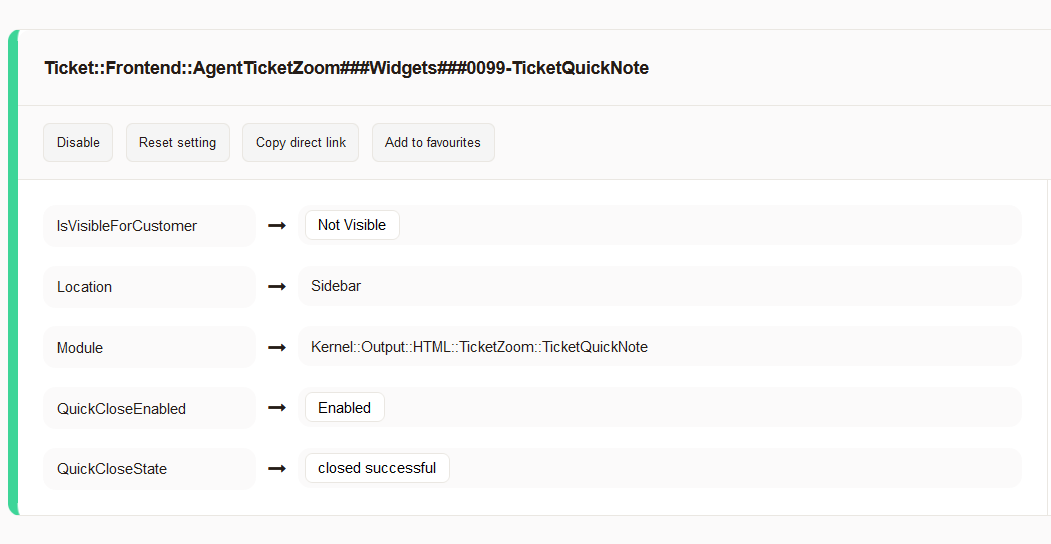 Ticket::Frontend::AgentTicketZoom###Widgets###0099-TicketQuickNote
Disable Reset setting Copy direct link Add to favourites
IsVisibleForCustomer Not Visible
Location Sidebar
Module Kernel::Output::HTML::TicketZoom::TicketQuickNote
QuickCloseEnabled Enabled
QuickCloseState closed successful